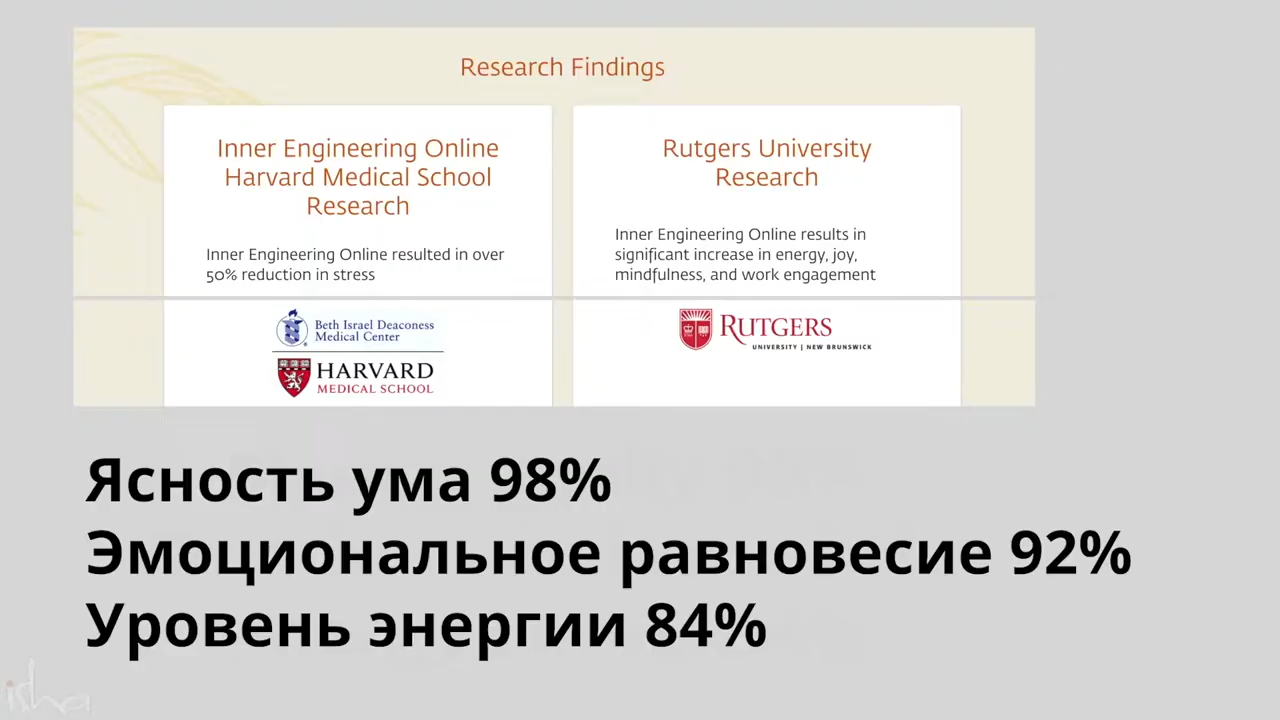 Research Findings
Inner Engineering Online
Harvard Medical School
Research
Inner Engineering Online resulted in over
50% reduction in stress
Beth Israel Deaconess
Medical Center
HARVARD
MEDICAL SCHOOL
Rutgers University
Research
Inner Engineering Online results in
significant increase in energy, joy,
mindfulness, and work engagement
RUTGERS
UNIVERSITY | NEW BRUNSWICK
Ясность ума 98%
Эмоциональное равновесие 92%
Уровень энергии 84%
isha